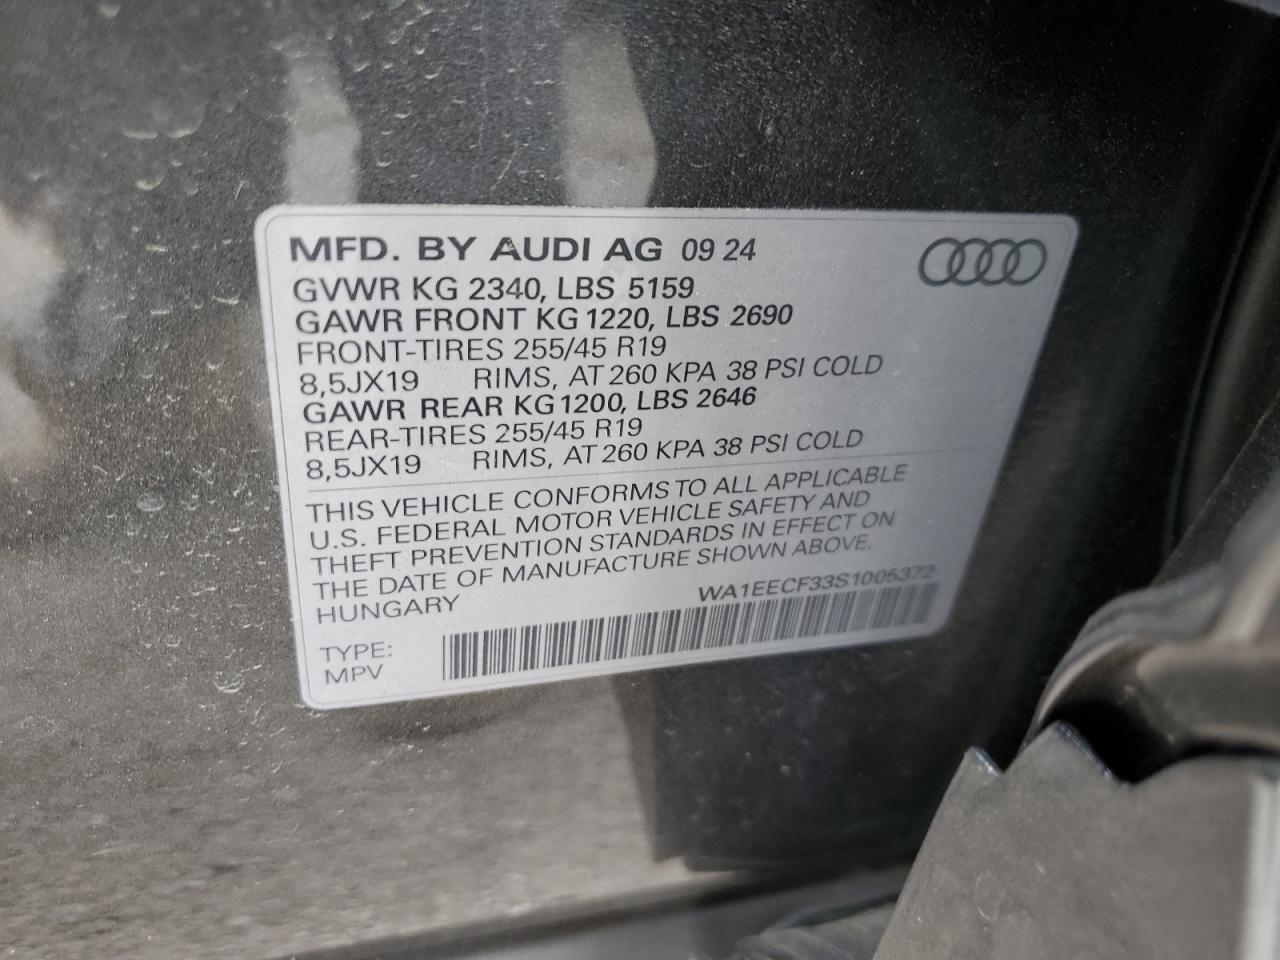 MFD. BY AUDI AG 09 24
GVWR KG 2340, LBS 5159
GAWR FRONT KG 1220, LBS 2690
FRONT-TIRES 255/45 R19
8,5JX19 RIMS, AT 260 KPA 38 PSI COLD
GAWR REAR KG 1200, LBS 2646
REAR-TIRES 255/45 R19
8,5JX19 RIMS, AT 260 KPA 38 PSI COLD
THIS VEHICLE CONFORMS TO ALL APPLICABLE
U.S. FEDERAL MOTOR VEHICLE SAFETY AND
THEFT PREVENTION STANDARDS IN EFFECT ON
THE DATE OF MANUFACTURE SHOWN ABOVE.
HUNGARY WA1EECF33S1005372
TYPE:
MPV